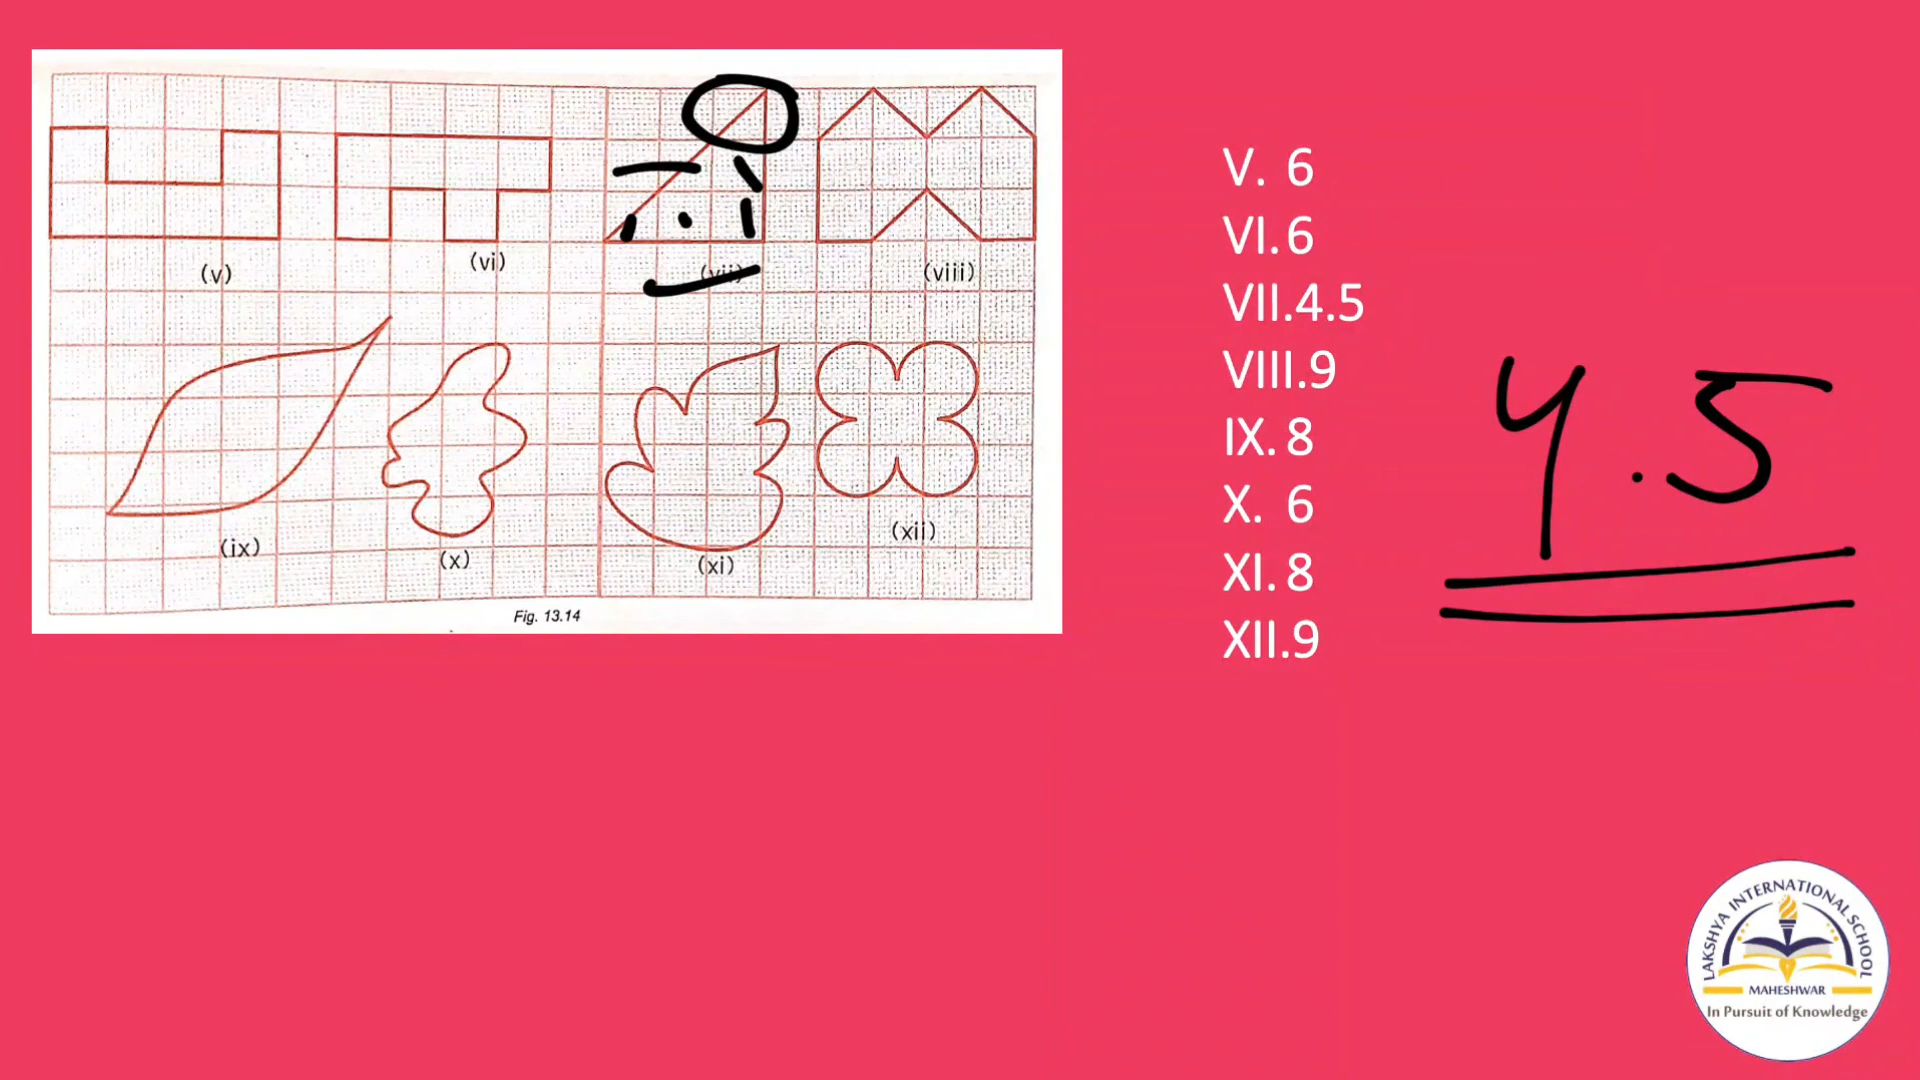 (v)
(vi)
(vii)
(viii)
(ix)
(x)
(xi)
(xii)
Fig. 13.14
V. 6
VI. 6
VII.4.5
VIII.9
IX. 8
X. 6
XI. 8
XII.9
4.5
LAKSHYA INTERNATIONAL SCHOOL
MAHESHWAR
In Pursuit of Knowledge